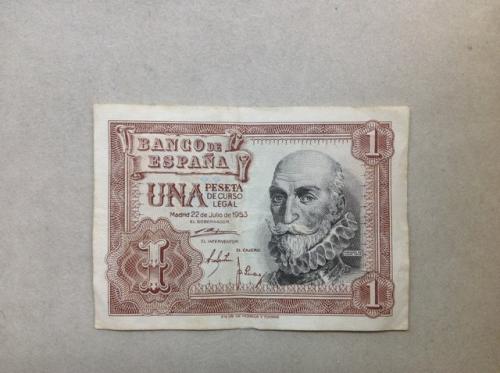 BANCO DE
ESPAÑA
1
UNA PESETA
DE CURSO
LEGAL
Madrid 22 de Julio de 1953
EL GOBERNADOR
EL INTERVENTOR
EL CAJERO
1
1